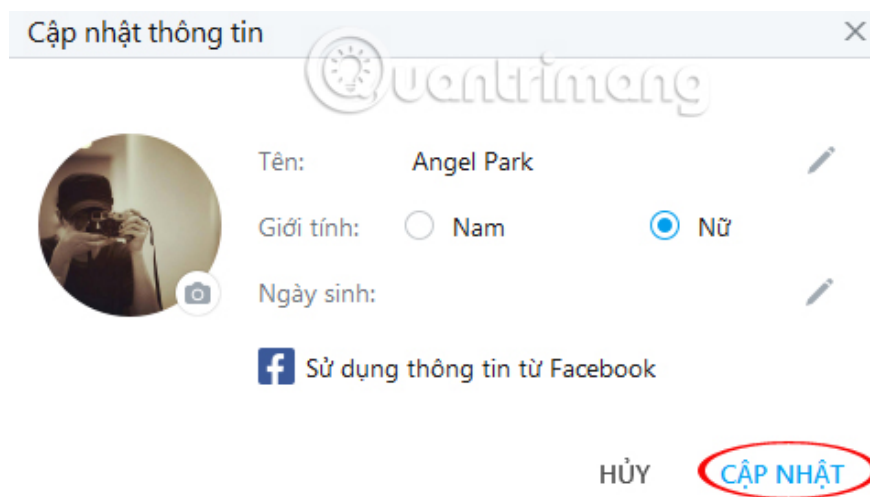 Cập nhật thông tin
Quantrimang
Tên: Angel Park
Giới tính: Nam Nữ
Ngày sinh:
Sử dụng thông tin từ Facebook
HỦY CẬP NHẬT